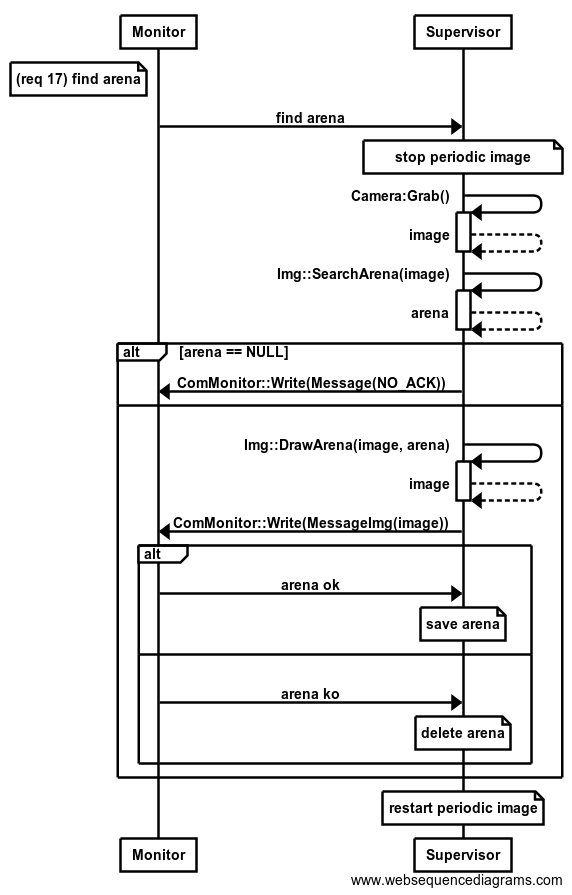 Monitor
Supervisor
(req 17) find arena
find arena
stop periodic image
Camera:Grab()
image
Img::SearchArena(image)
arena
alt [arena == NULL]
ComMonitor::Write(Message(NO_ACK))
Img::DrawArena(image, arena)
image
ComMonitor::Write(MessageImg(image))
alt
arena ok
save arena
arena ko
delete arena
restart periodic image
Monitor
Supervisor
www.websequencediagrams.com